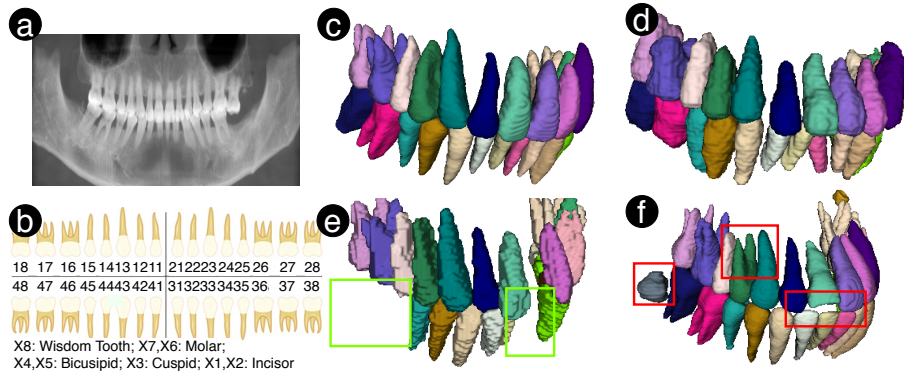 a
c
d
b
18 17 16 15 14 13 12 11 21 22 23 24 25 26 27 28
48 47 46 45 44 43 42 41 31 32 33 34 35 36 37 38
X8: Wisdom Tooth; X7,X6: Molar;
X4,X5: Bicusipid; X3: Cuspid; X1,X2: Incisor
e
f